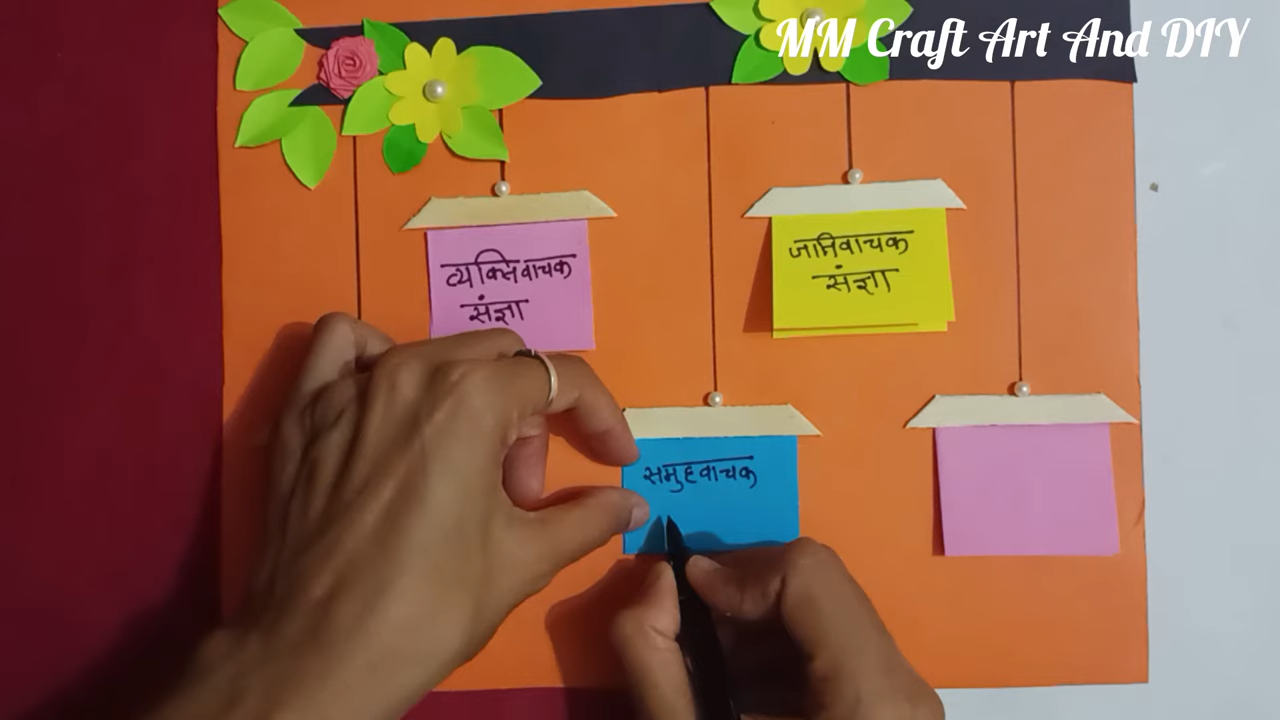 MM Craft Art And DIY
व्यक्तिवाचक
संज्ञा
जातिवाचक
संज्ञा
समुहवाचक